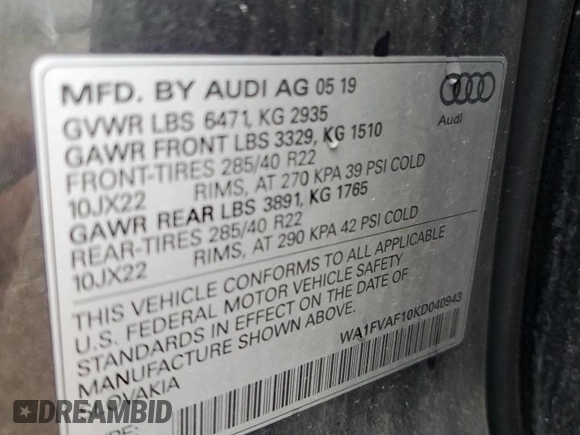 MFD. BY AUDI AG 05 19
GVWR LBS 6471, KG 2935
GAWR FRONT LBS 3329, KG 1510
FRONT-TIRES 285/40 R22
10JX22 RIMS, AT 270 KPA 39 PSI COLD
GAWR REAR LBS 3891, KG 1765
REAR-TIRES 285/40 R22
10JX22 RIMS, AT 290 KPA 42 PSI COLD
Audi
THIS VEHICLE CONFORMS TO ALL APPLICABLE
U.S. FEDERAL MOTOR VEHICLE SAFETY
STANDARDS IN EFFECT ON THE DATE OF
MANUFACTURE SHOWN ABOVE.
WA1FVAF10KD040943
SLOVAKIA
DREAMBID